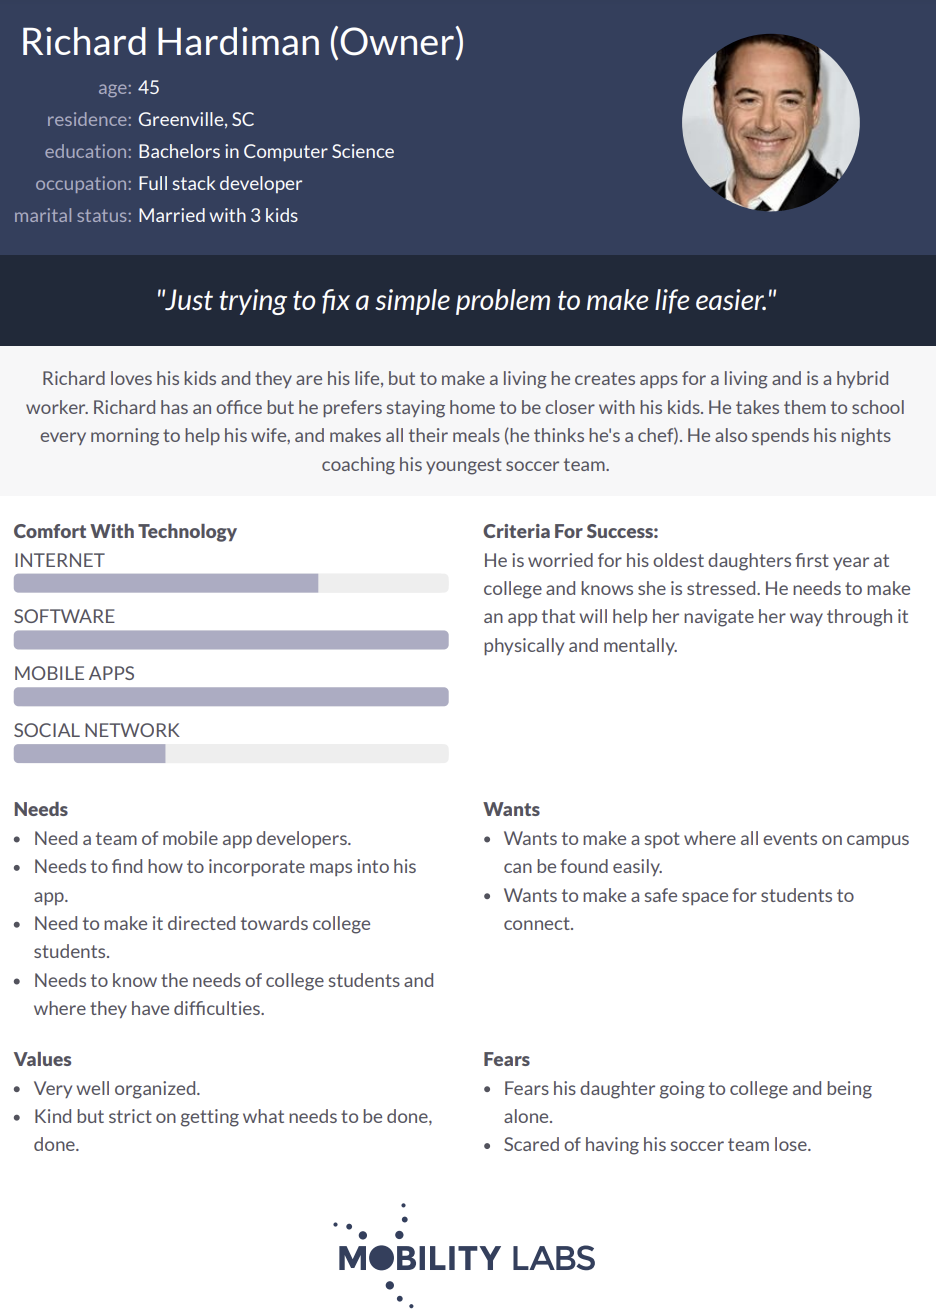 Richard Hardiman (Owner)
age: 45
residence: Greenville, SC
education: Bachelors in Computer Science
occupation: Full stack developer
marital status: Married with 3 kids
"Just trying to fix a simple problem to make life easier."
Richard loves his kids and they are his life, but to make a living he creates apps for a living and is a hybrid
worker. Richard has an office but he prefers staying home to be closer with his kids. He takes them to school
every morning to help his wife, and makes all their meals (he thinks he's a chef). He also spends his nights
coaching his youngest soccer team.
Comfort With Technology
INTERNET
SOFTWARE
MOBILE APPS
SOCIAL NETWORK
Criteria For Success:
He is worried for his oldest daughters first year at
college and knows she is stressed. He needs to make
an app that will help her navigate her way through it
physically and mentally.
Needs
• Need a team of mobile app developers.
• Needs to find how to incorporate maps into his
app.
• Need to make it directed towards college
students.
• Needs to know the needs of college students and
where they have difficulties.
Wants
• Wants to make a spot where all events on campus
can be found easily.
• Wants to make a safe space for students to
connect.
Values
• Very well organized.
• Kind but strict on getting what needs to be done,
done.
Fears
• Fears his daughter going to college and being
alone.
• Scared of having his soccer team lose.
MOBILITY LABS